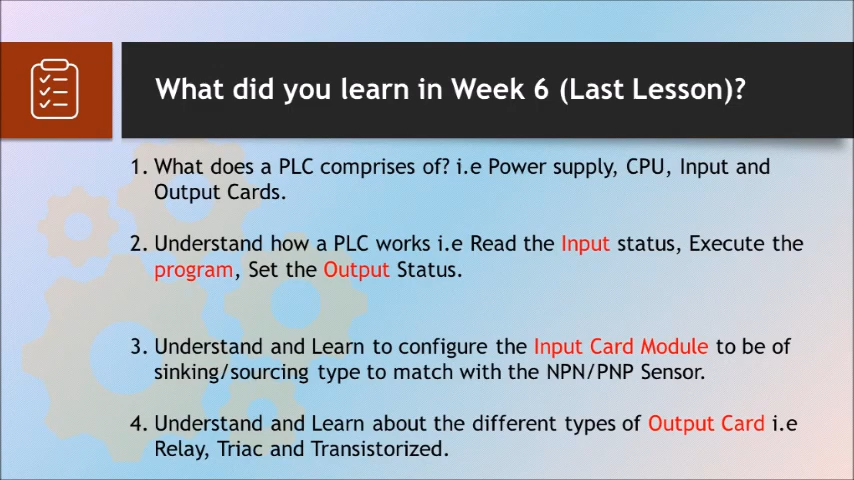 What did you learn in Week 6 (Last Lesson)?
1. What does a PLC comprises of? i.e Power supply, CPU, Input and
Output Cards.
2. Understand how a PLC works i.e Read the Input status, Execute the
program, Set the Output Status.
3. Understand and Learn to configure the Input Card Module to be of
sinking/sourcing type to match with the NPN/PNP Sensor.
4. Understand and Learn about the different types of Output Card i.e
Relay, Triac and Transistorized.